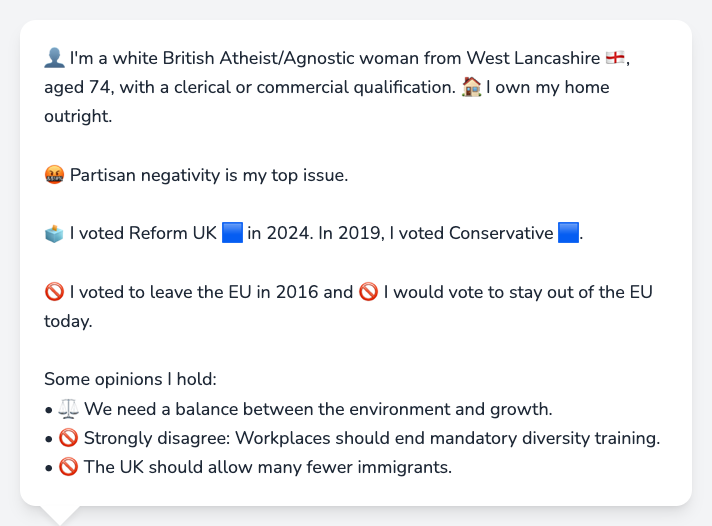 👤 I'm a white British Atheist/Agnostic woman from West Lancashire 🏴󠁧󠁢󠁥󠁮󠁧󠁿,
aged 74, with a clerical or commercial qualification. 🏠 I own my home
outright.
🤬 Partisan negativity is my top issue.
🗳️ I voted Reform UK 🟦 in 2024. In 2019, I voted Conservative 🟦.
🚫 I voted to leave the EU in 2016 and 🚫 I would vote to stay out of the EU
today.
Some opinions I hold:
• ⚖️ We need a balance between the environment and growth.
• 🚫 Strongly disagree: Workplaces should end mandatory diversity training.
• 🚫 The UK should allow many fewer immigrants.